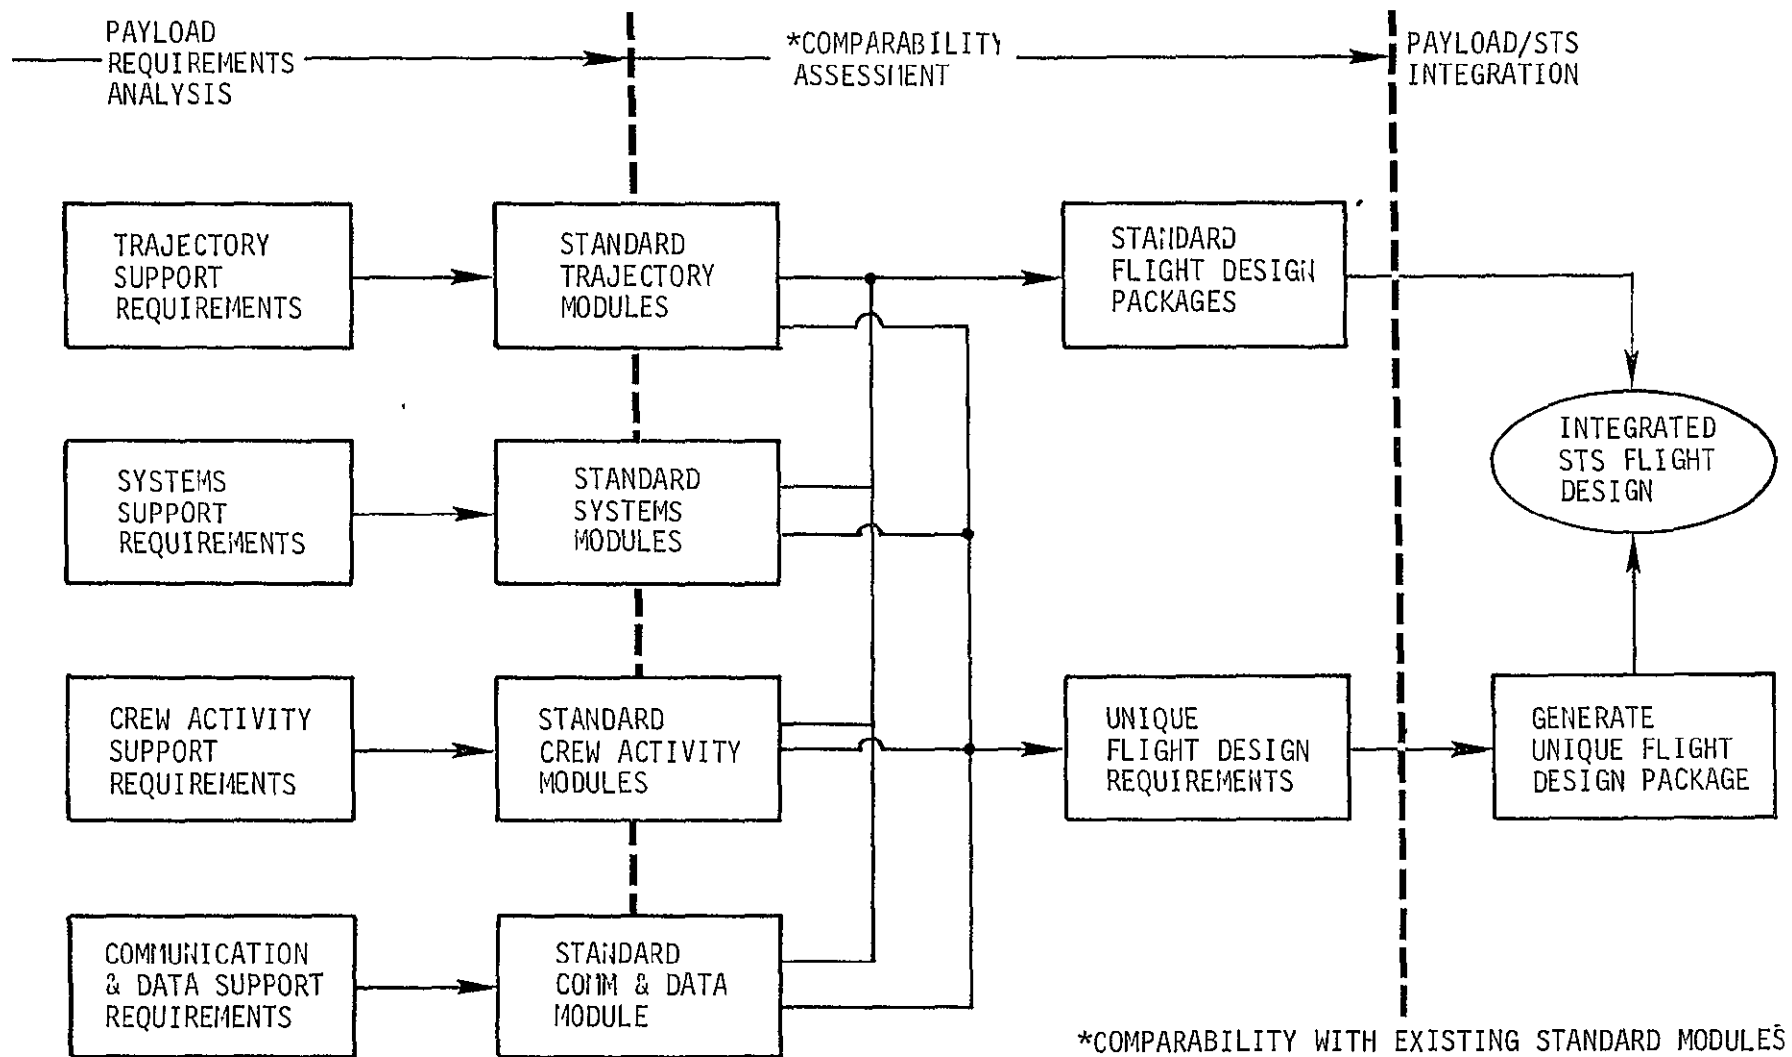 PAYLOAD
REQUIREMENTS
ANALYSIS
*COMPARABILITY
ASSESSMENT
PAYLOAD/STS
INTEGRATION
TRAJECTORY
SUPPORT
REQUIREMENTS
STANDARD
TRAJECTORY
MODULES
STANDARD
FLIGHT DESIGN
PACKAGES
SYSTEMS
SUPPORT
REQUIREMENTS
STANDARD
SYSTEMS
MODULES
INTEGRATED
STS FLIGHT
DESIGN
CREW ACTIVITY
SUPPORT
REQUIREMENTS
STANDARD
CREW ACTIVITY
MODULES
UNIQUE
FLIGHT DESIGN
REQUIREMENTS
GENERATE
UNIQUE FLIGHT
DESIGN PACKAGE
COMMUNICATION
& DATA SUPPORT
REQUIREMENTS
STANDARD
COMM & DATA
MODULE
*COMPARABILITY WITH EXISTING STANDARD MODULES